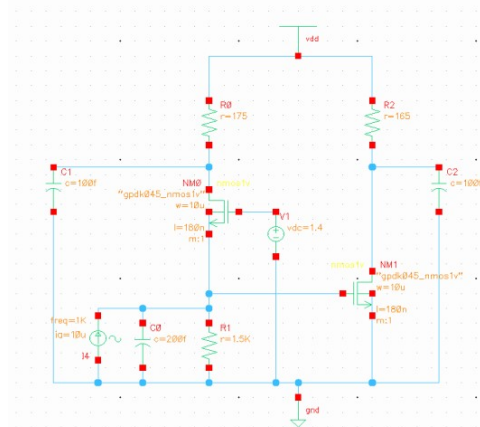 vdd
R0
r=175
R2
r=165
C1
c=100f
NM0
nmos1v
"gpdk045_nmos1v"
w=10u
l=180n
m:1
V1
vdc=1.4
C2
c=100f
nmos1v
NM1
"gpdk045_nmos1v"
w=10u
l=180n
m:1
freq=1K
ia=10u
I4
C0
c=200f
R1
r=1.5K
gnd